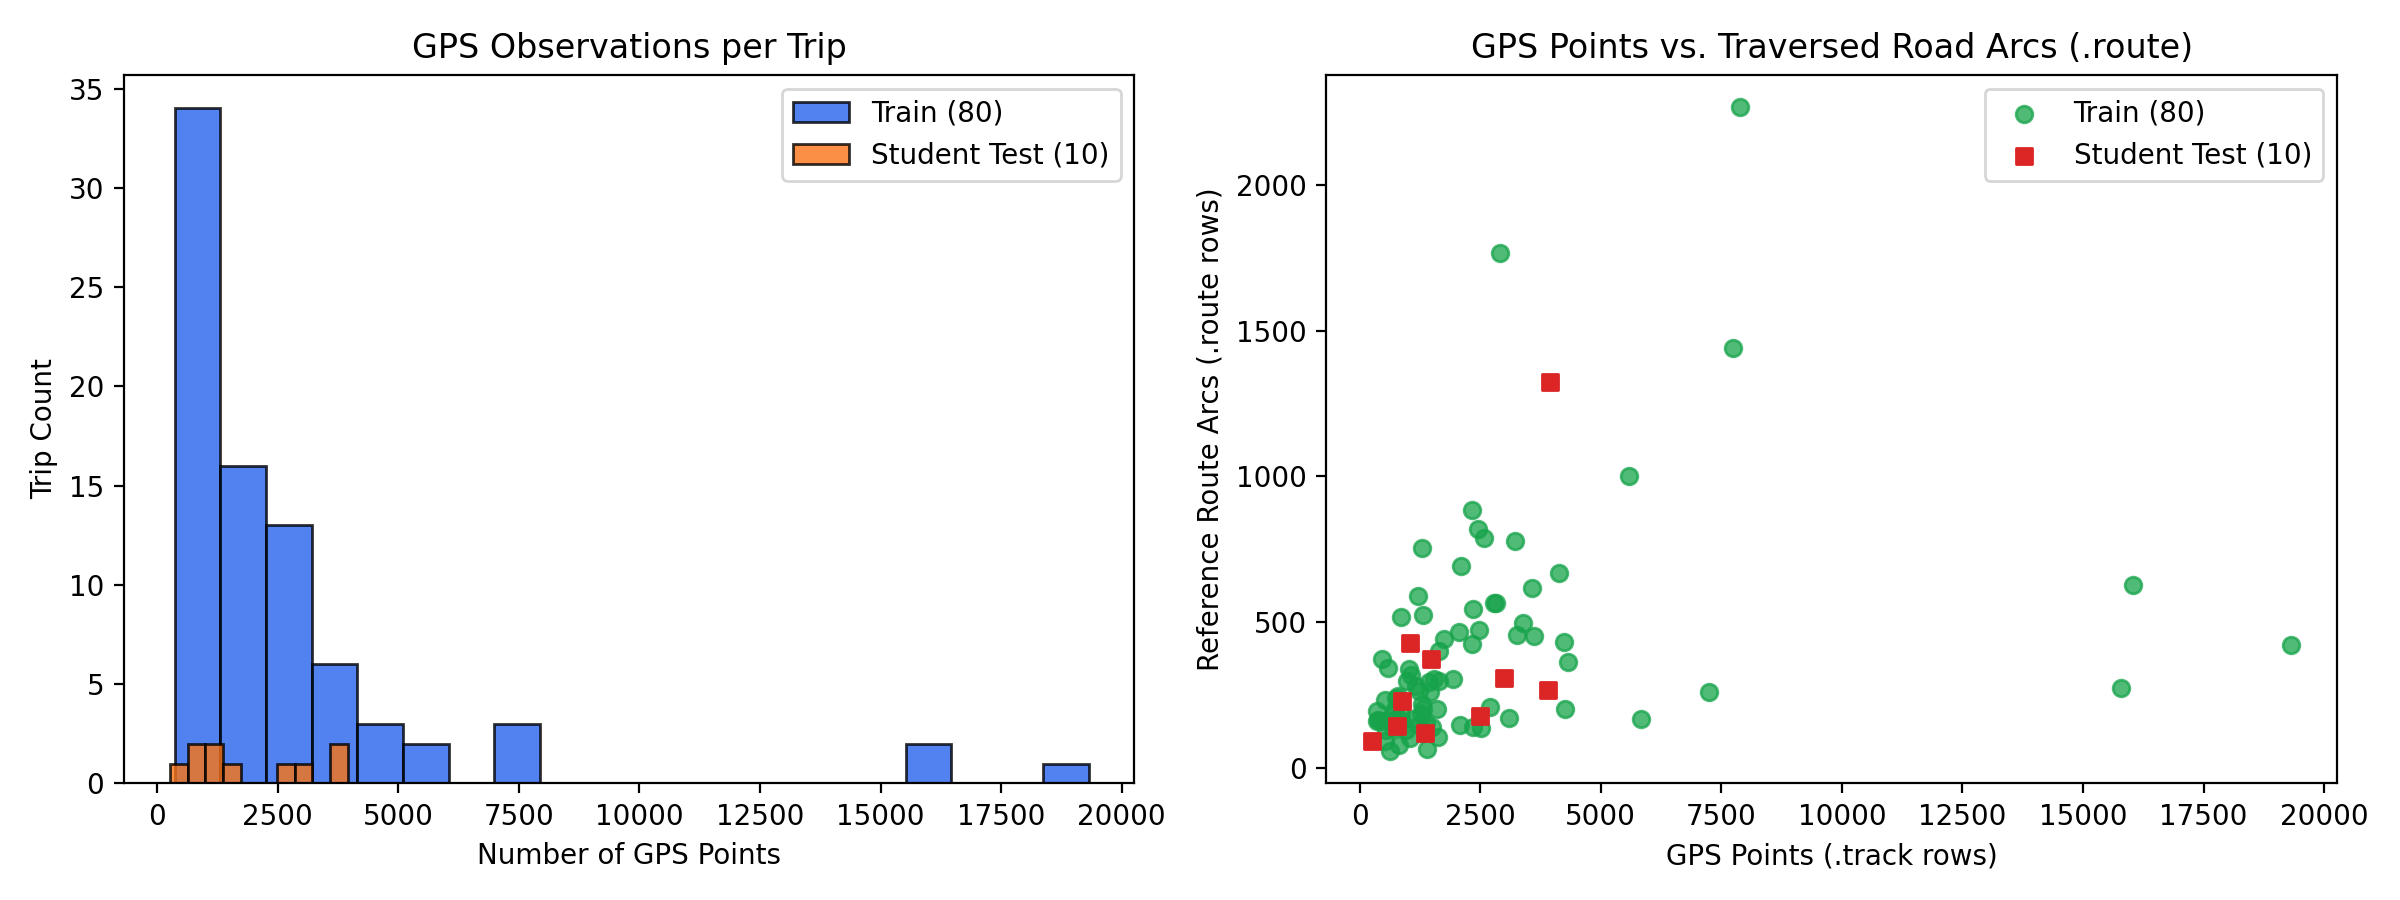 GPS Observations per Trip
Trip Count
35
30
25
20
15
10
5
0
Train (80)
Student Test (10)
0 2500 5000 7500 10000 12500 15000 17500 20000
Number of GPS Points
GPS Points vs. Traversed Road Arcs (.route)
Reference Route Arcs (.route rows)
2000
1500
1000
500
0
Train (80)
Student Test (10)
0 2500 5000 7500 10000 12500 15000 17500 20000
GPS Points (.track rows)